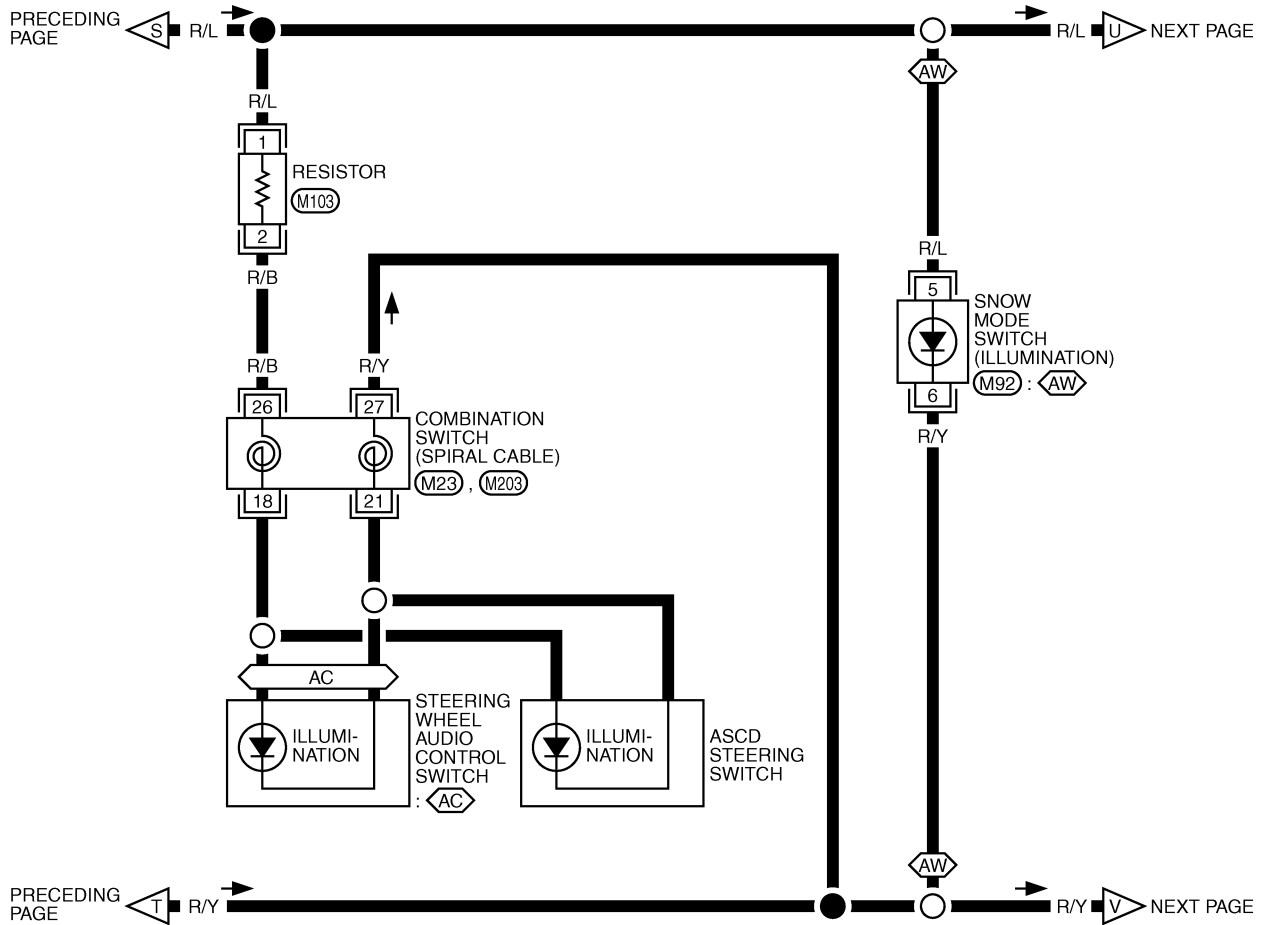 PRECEDING
PAGE
S
R/L
R/L
U
NEXT PAGE
AW
R/L
1
RESISTOR
M103
2
R/B
R/L
5
SNOW
MODE
SWITCH
(ILLUMINATION)
M92 : AW
6
R/Y
R/B
R/Y
26
27
COMBINATION
SWITCH
(SPIRAL CABLE)
M23 , M203
18
21
AC
ILLUMI-
NATION
STEERING
WHEEL
AUDIO
CONTROL
SWITCH
: AC
ILLUMI-
NATION
ASCD
STEERING
SWITCH
AW
PRECEDING
PAGE
T
R/Y
R/Y
V
NEXT PAGE